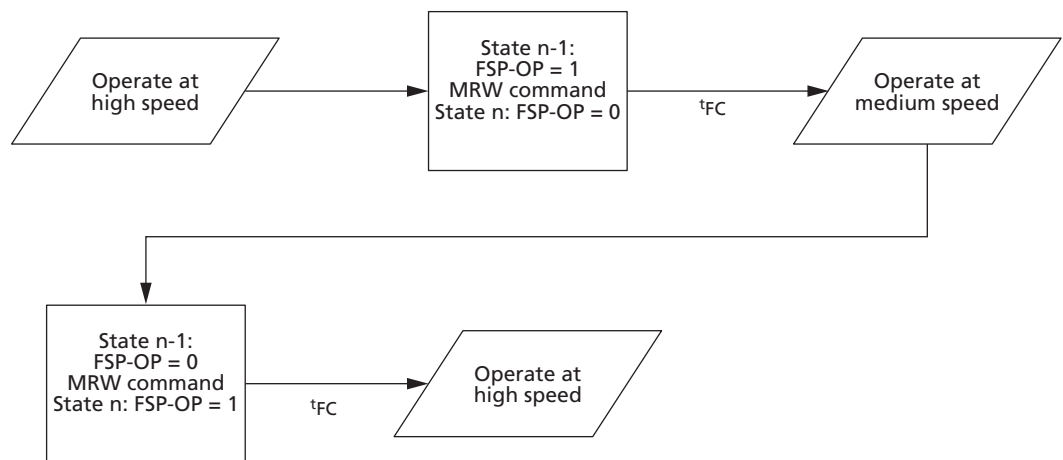 Operate at
high speed
State n-1:
FSP-OP = 1
MRW command
State n: FSP-OP = 0
tFC
Operate at
medium speed
State n-1:
FSP-OP = 0
MRW command
State n: FSP-OP = 1
tFC
Operate at
high speed